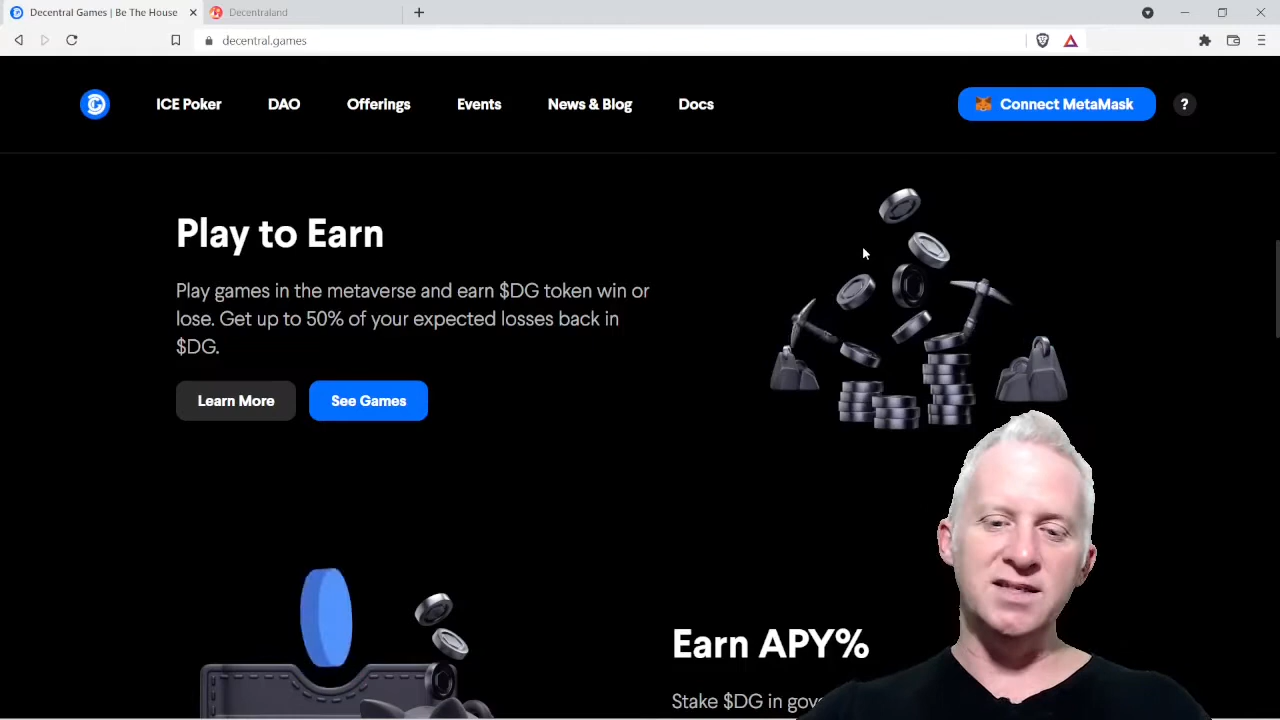 Decentral Games | Be The House
Decentraland
decentral.games
ICE Poker
DAO
Offerings
Events
News & Blog
Docs
Connect MetaMask
?
Play to Earn
Play games in the metaverse and earn $DG token win or
lose. Get up to 50% of your expected losses back in
$DG.
Learn More
See Games
Earn APY%
Stake $DG in